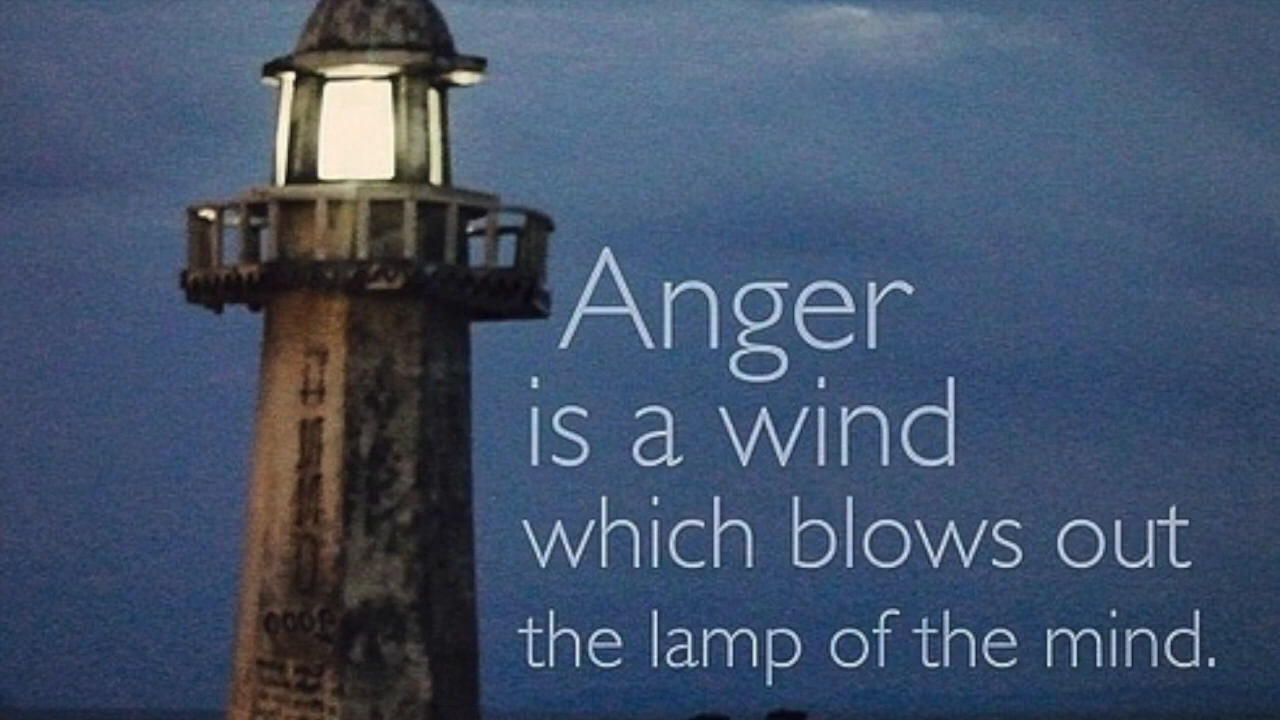 Anger
is a wind
which blows out
the lamp of the mind.